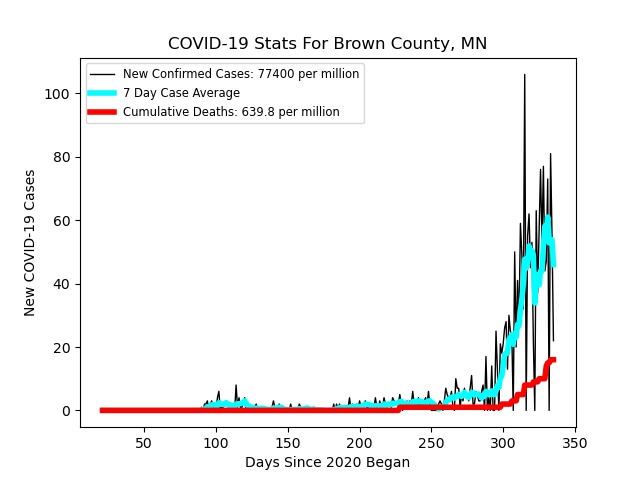 COVID-19 Stats For Brown County, MN
New Confirmed Cases: 77400 per million
7 Day Case Average
Cumulative Deaths: 639.8 per million
New COVID-19 Cases
100
80
60
40
20
0
50 100 150 200 250 300 350
Days Since 2020 Began